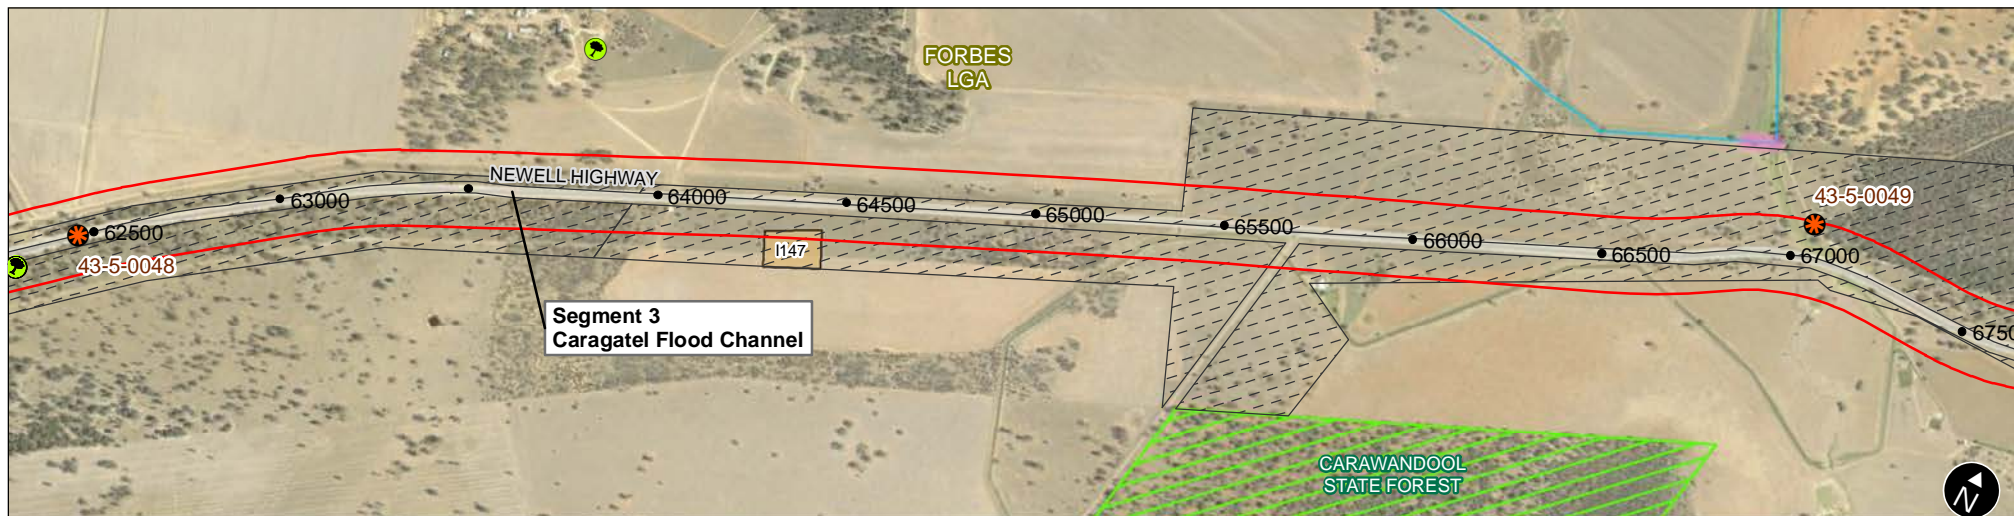 FORBES
LGA
NEWELL HIGHWAY
62500
63000
64000
64500
65000
65500
66000
66500
67000
6750
43-5-0048
43-5-0049
I147
Segment 3
Caragatel Flood Channel
CARAWANDOOL
STATE FOREST
N